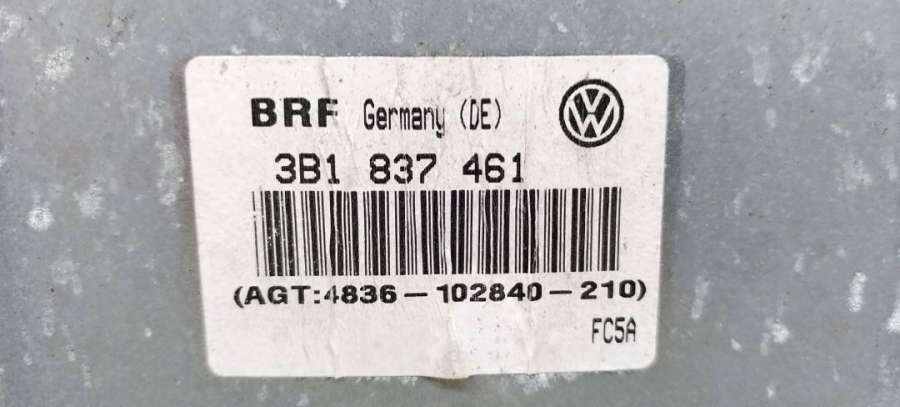 BRF Germany (DE)
3B1 837 461
(AGT:4836-102840-210)
FC5A